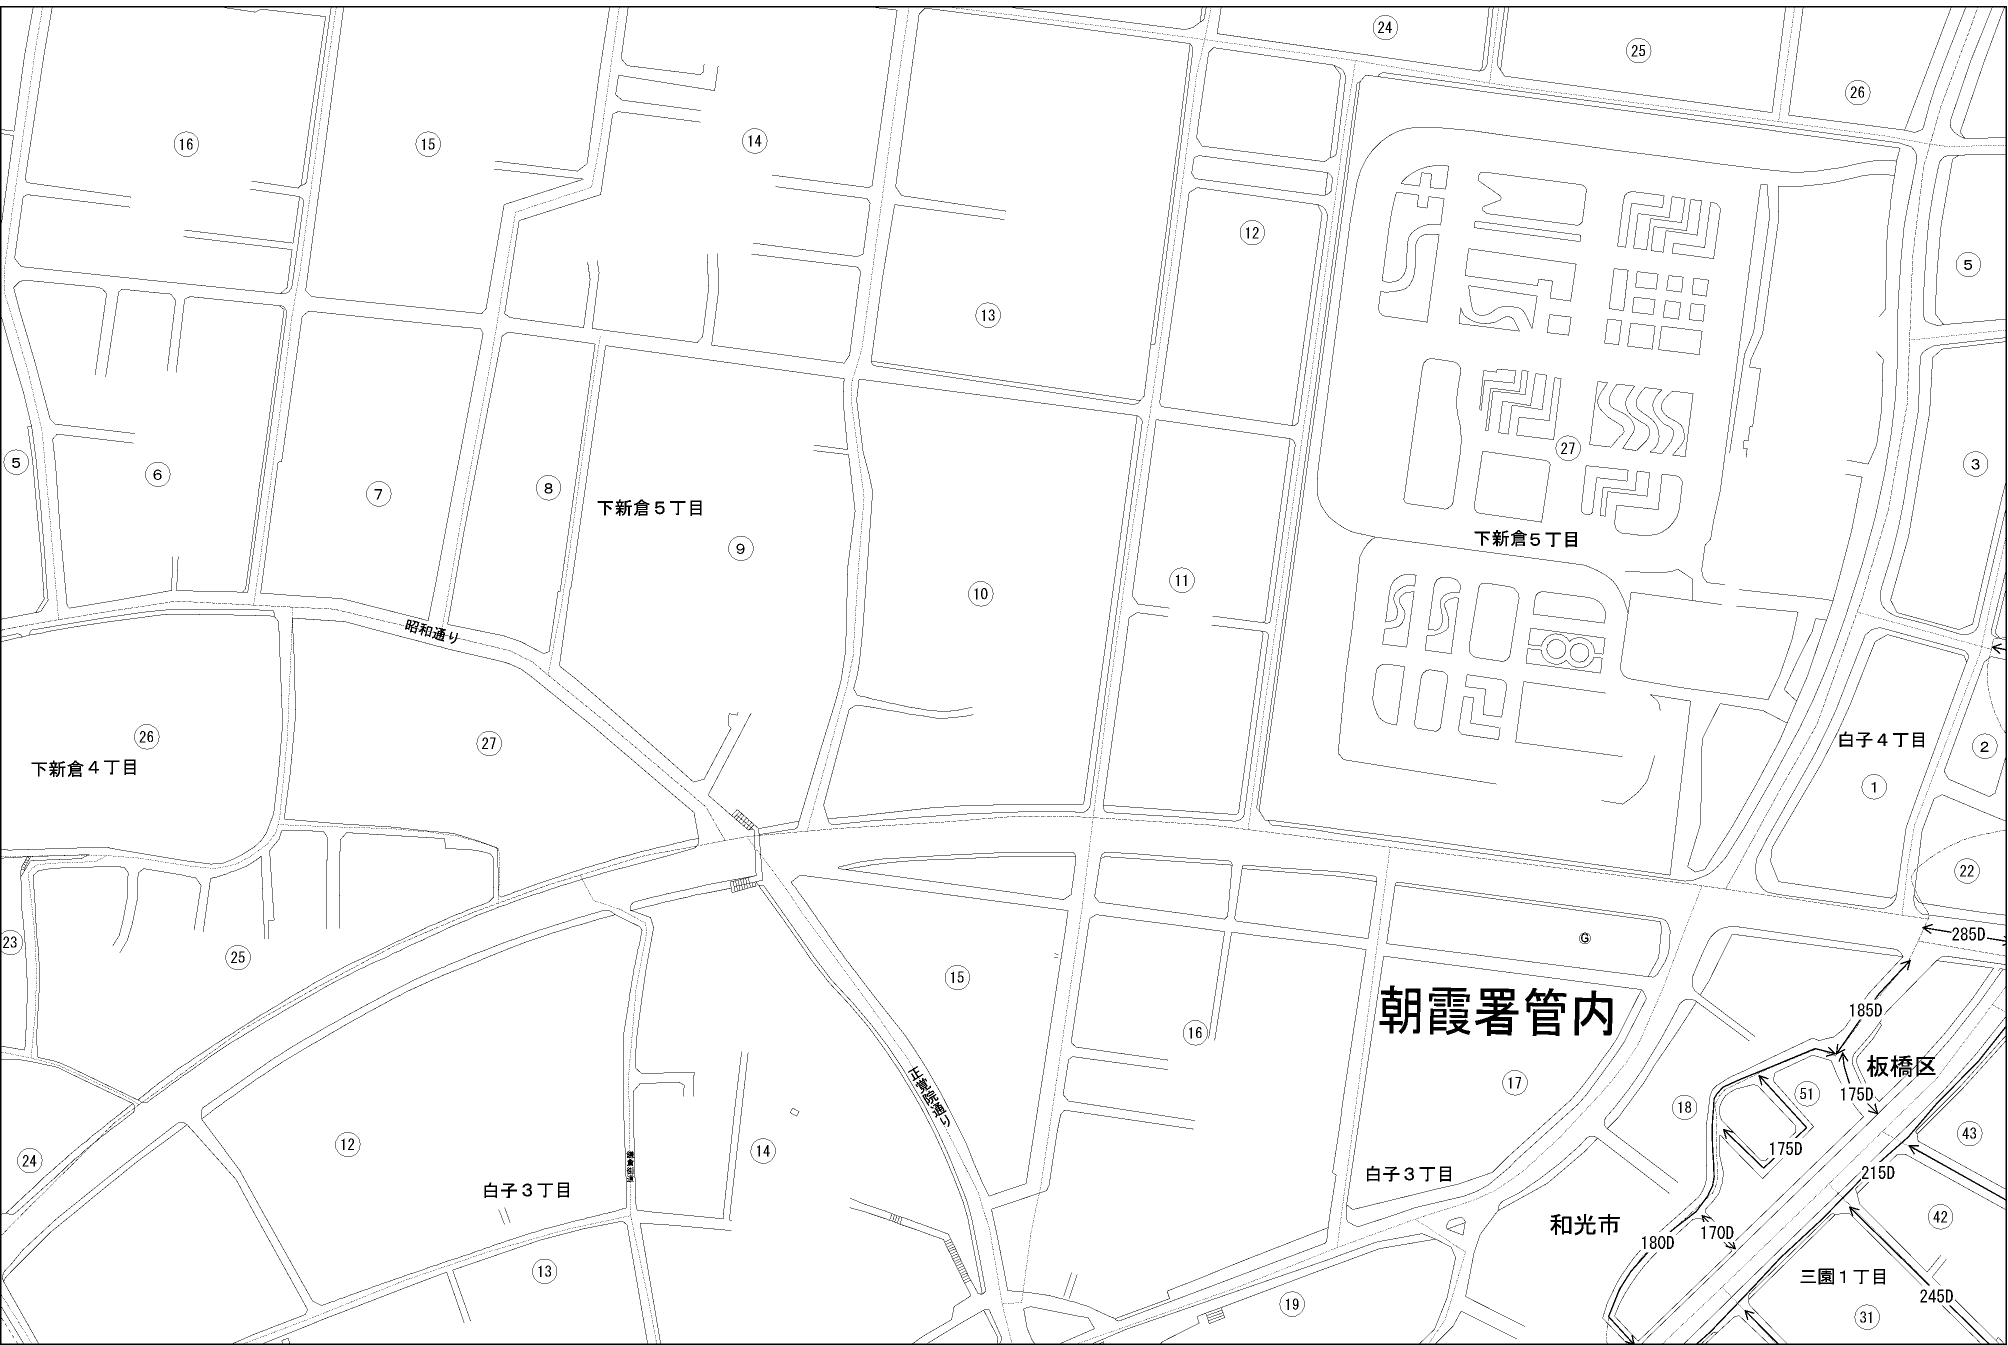 24
25
26
16
15
14
12
5
13
27
3
5
6
7
8
下新倉5丁目
9
下新倉5丁目
11
10
昭和通り
26
27
下新倉4丁目
白子4丁目
2
1
22
285D
23
25
15
G
朝霞署管内
185D
16
17
板橋区
正覚院通り
18
51
175D
43
12
14
175D
24
鎌倉街道
白子3丁目
白子3丁目
215D
42
和光市
170D
180D
13
三園1丁目
19
245D
31